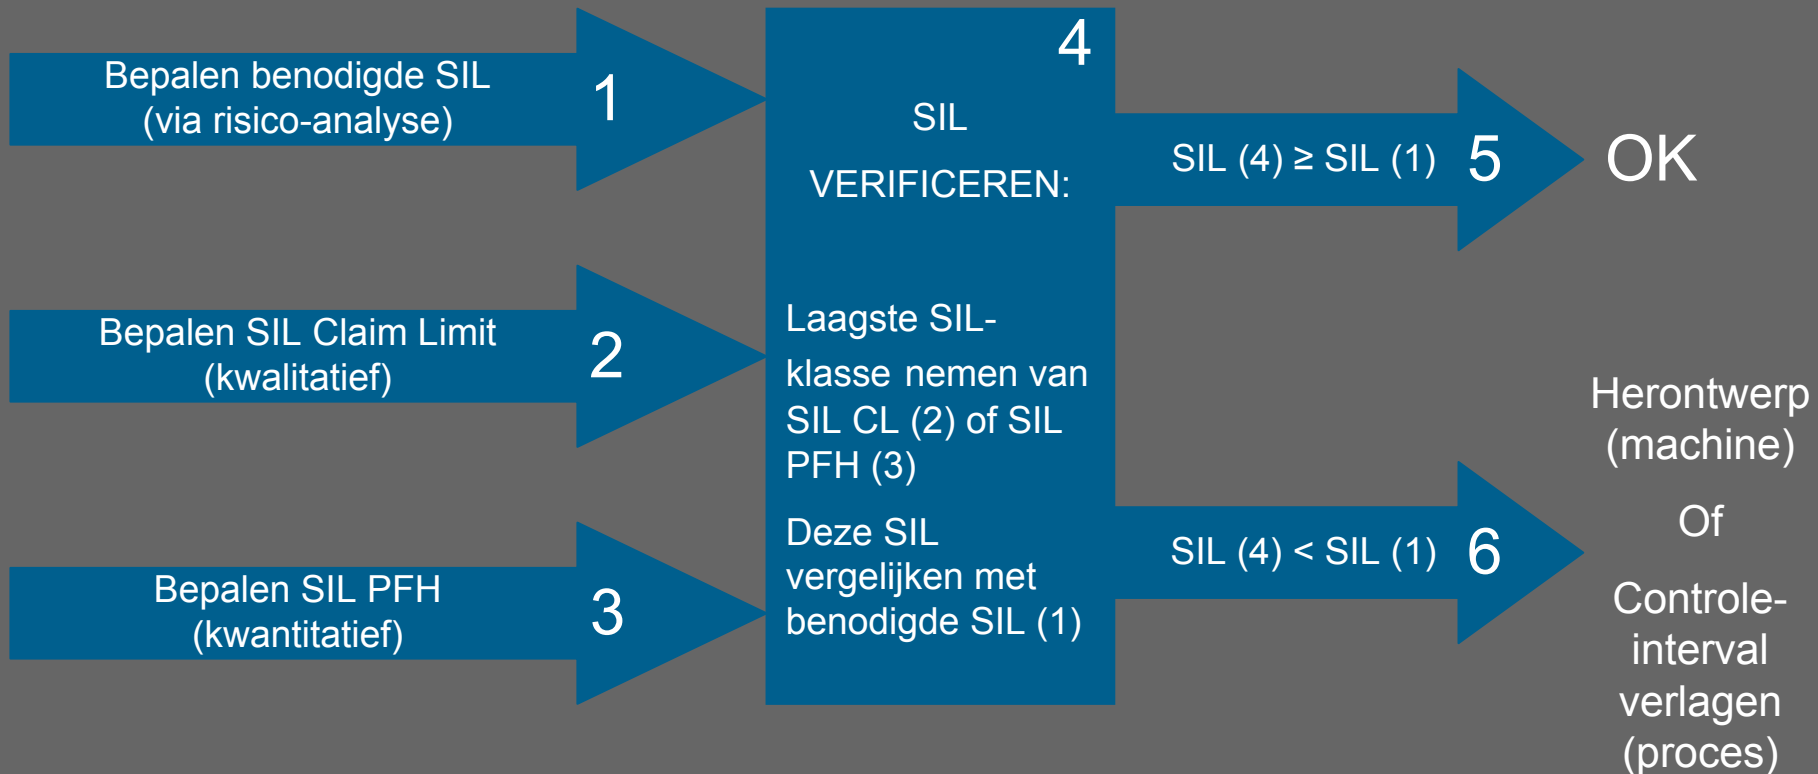 Bepalen benodigde SIL
(via risico-analyse)
1
Bepalen SIL Claim Limit
(kwalitatief)
2
Bepalen SIL PFH
(kwantitatief)
3
4
SIL
VERIFICEREN:
Laagste SIL-
klasse nemen van
SIL CL (2) of SIL
PFH (3)
Deze SIL
vergelijken met
benodigde SIL (1)
SIL (4) ≥ SIL (1)
5
OK
SIL (4) < SIL (1)
6
Herontwerp
(machine)
Of
Controle-
interval
verlagen
(proces)